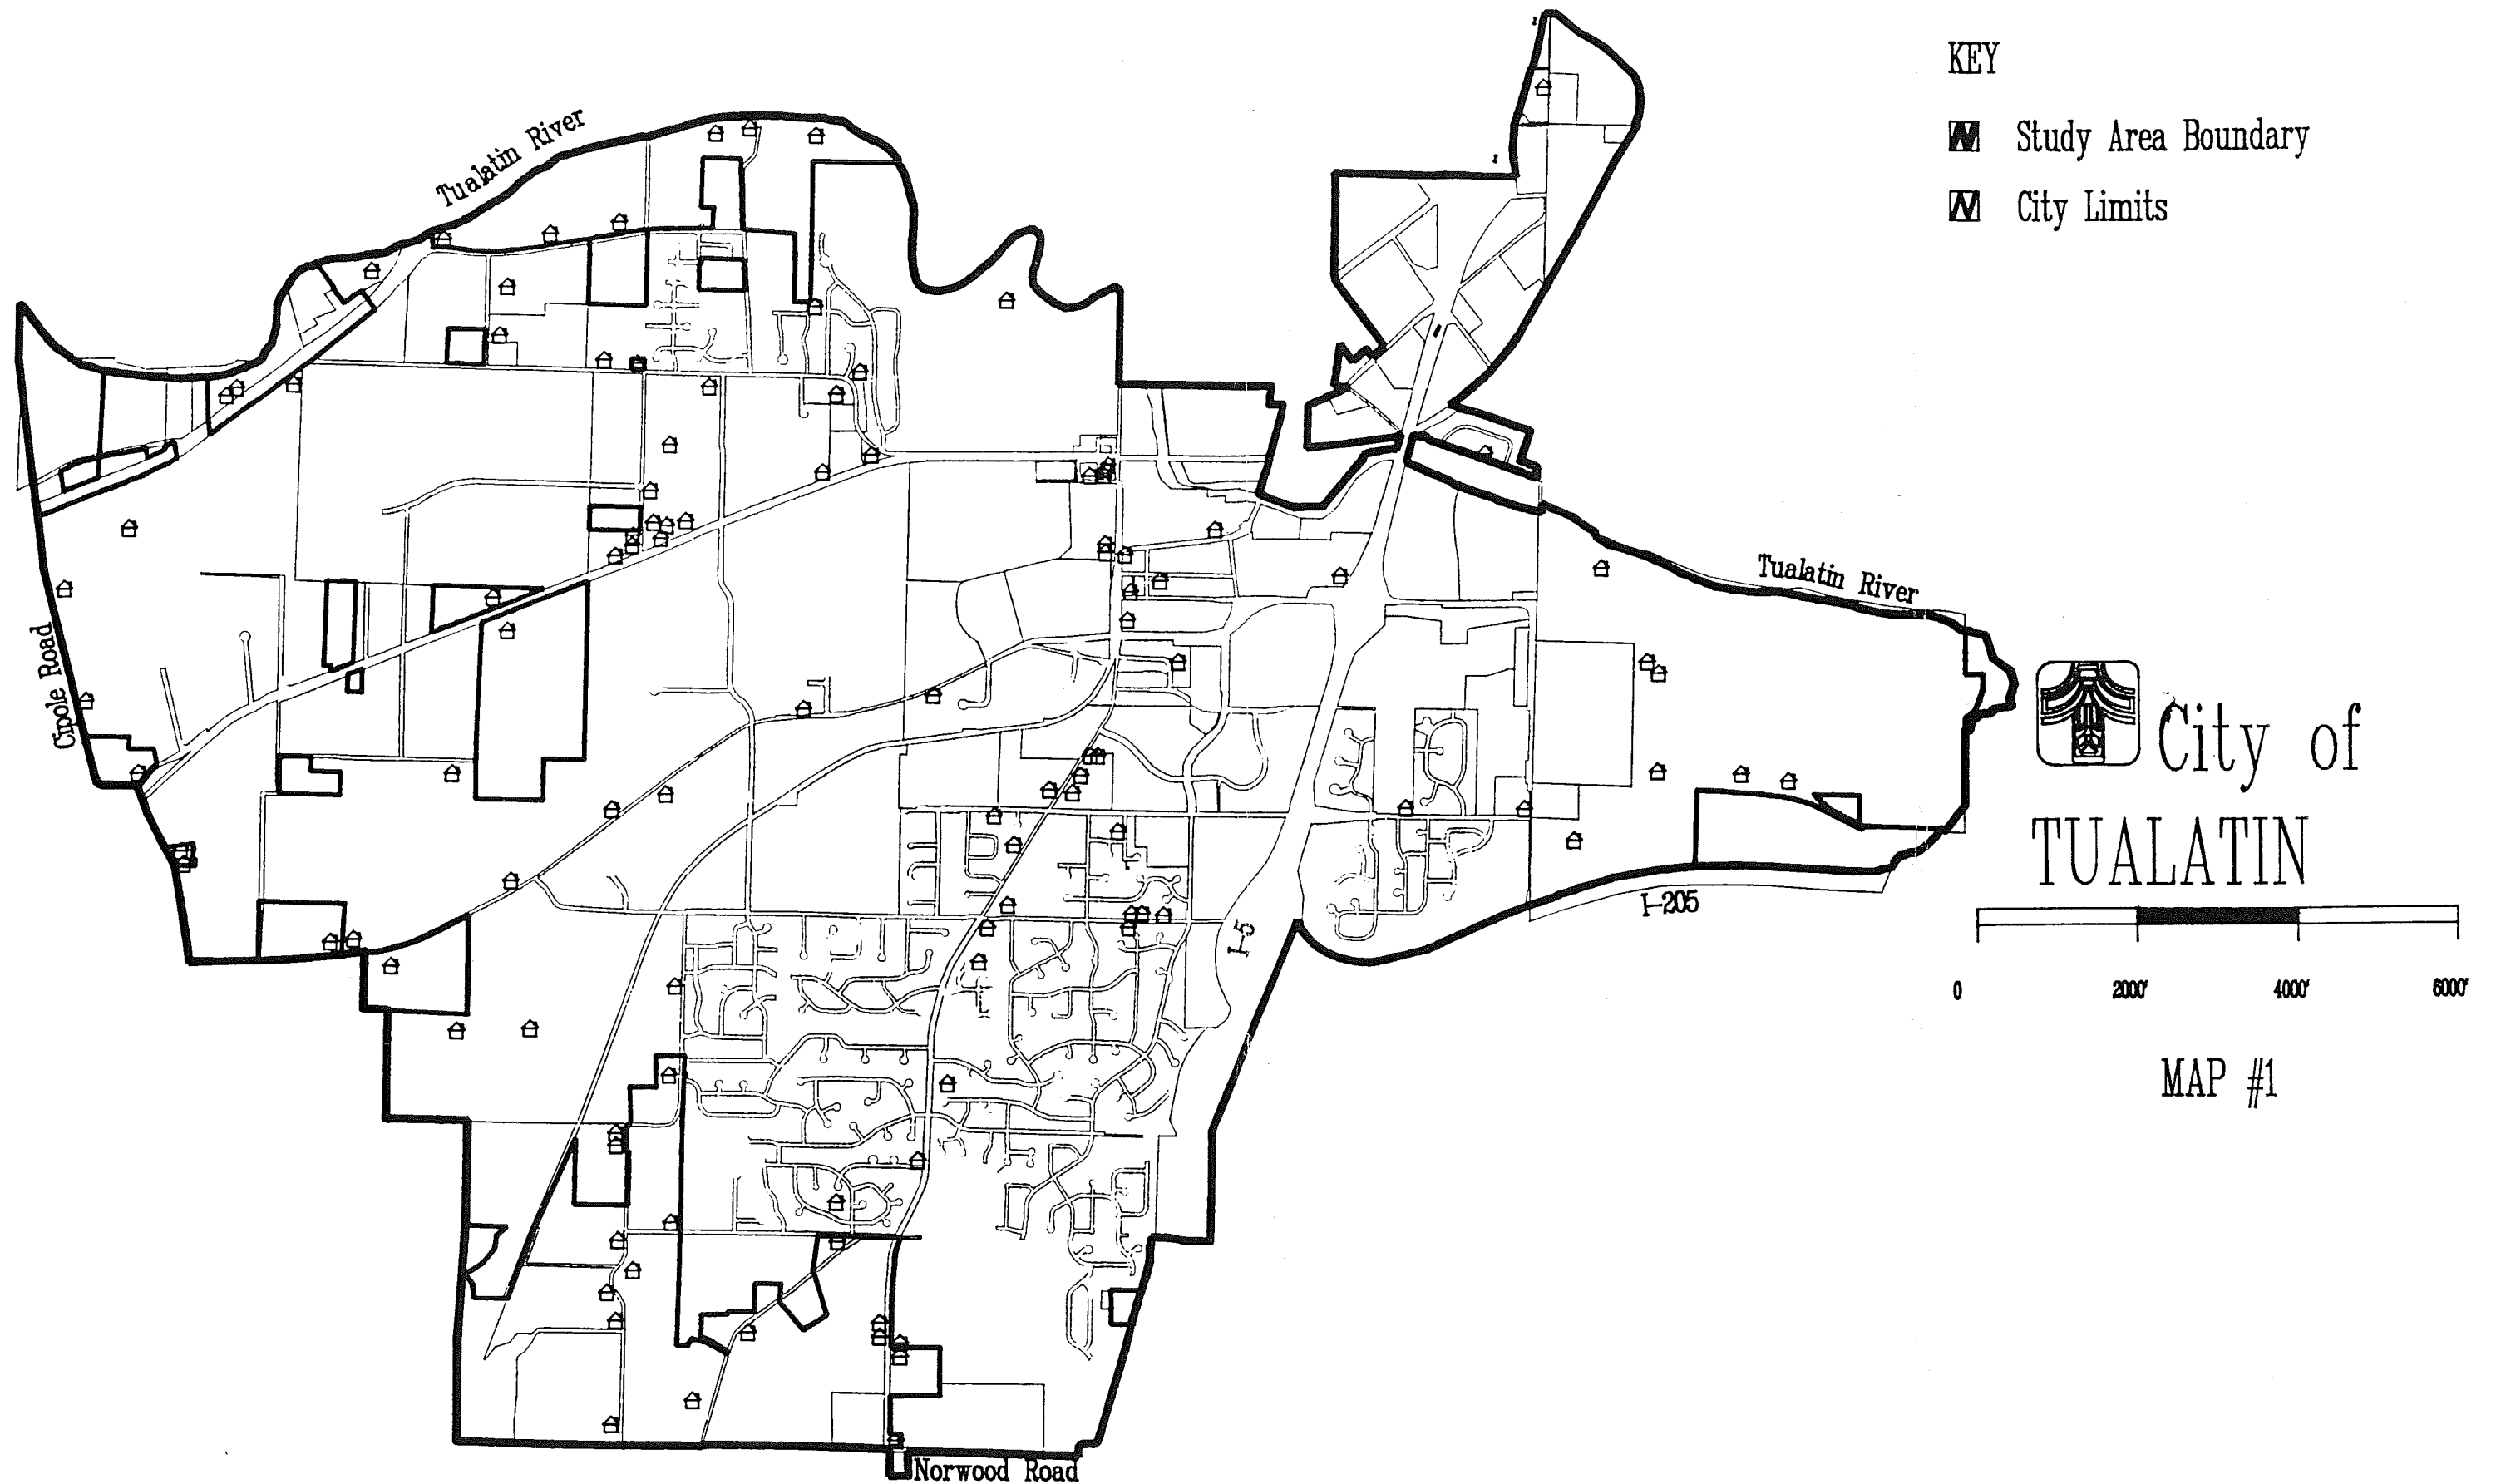 KEY
Study Area Boundary
City Limits
Tualatin River
Tualatin River
Cipole Road
City of
TUALATIN
I-205
I-5
0 2000' 4000' 6000'
MAP #1
Norwood Road